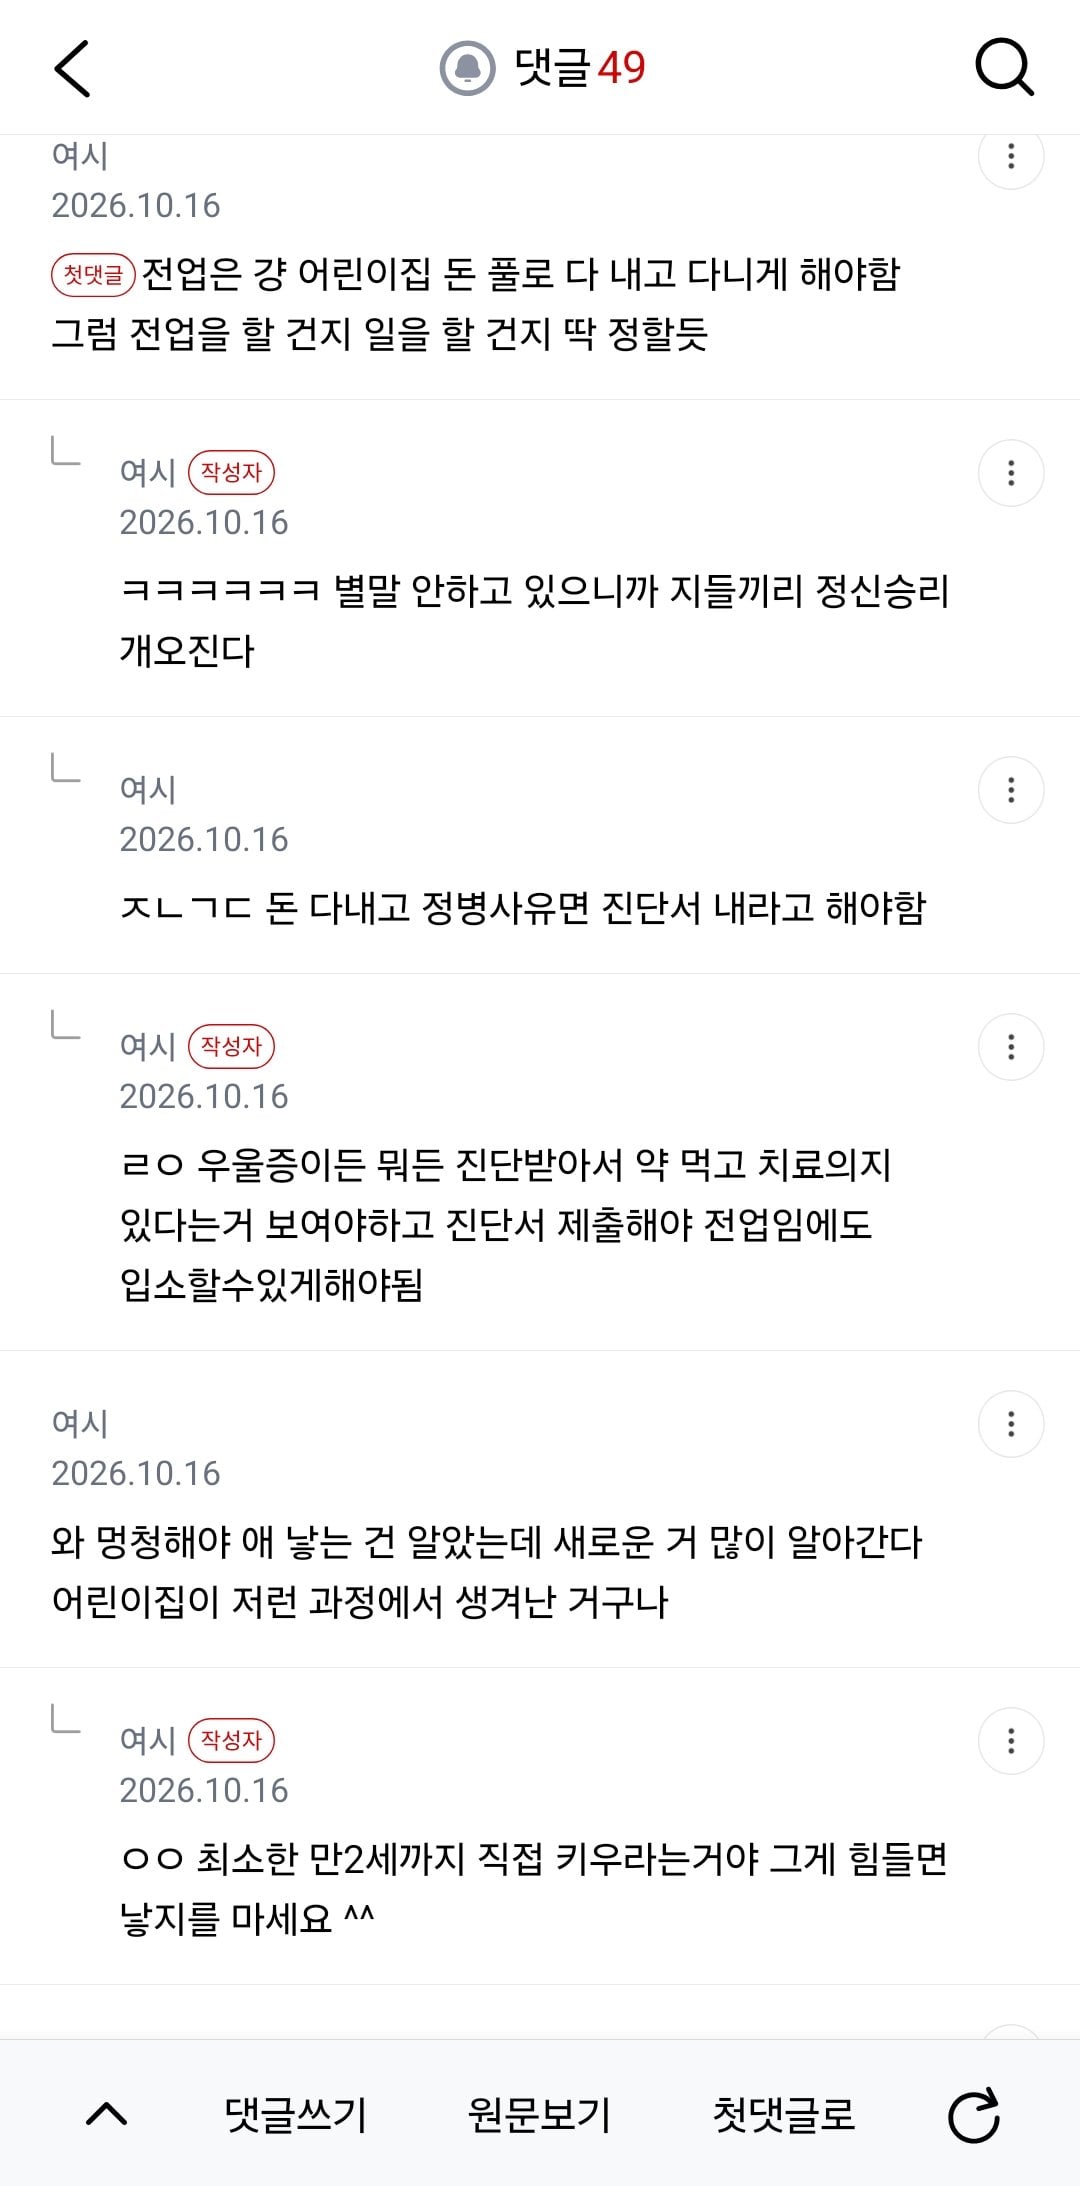 댓글 49
여시
2026.10.16
첫댓글 전업은 걍 어린이집 돈 풀로 다 내고 다니게 해야함
그럼 전업을 할 건지 일을 할 건지 딱 정할듯
여시 작성자
2026.10.16
ㅋㅋㅋㅋㅋㅋ 별말 안하고 있으니까 지들끼리 정신승리
개오진다
여시
2026.10.16
ㅈㄴㄱㄷ 돈 다내고 정병사유면 진단서 내라고 해야함
여시 작성자
2026.10.16
ㄹㅇ 우울증이든 뭐든 진단받아서 약 먹고 치료의지
있다는거 보여야하고 진단서 제출해야 전업임에도
입소할수있게해야됨
여시
2026.10.16
와 멍청해야 애 낳는 건 알았는데 새로운 거 많이 알아간다
어린이집이 저런 과정에서 생겨난 거구나
여시 작성자
2026.10.16
ㅇㅇ 최소한 만2세까지 직접 키우라는거야 그게 힘들면
낳지를 마세요 ^^
댓글쓰기 원문보기 첫댓글로